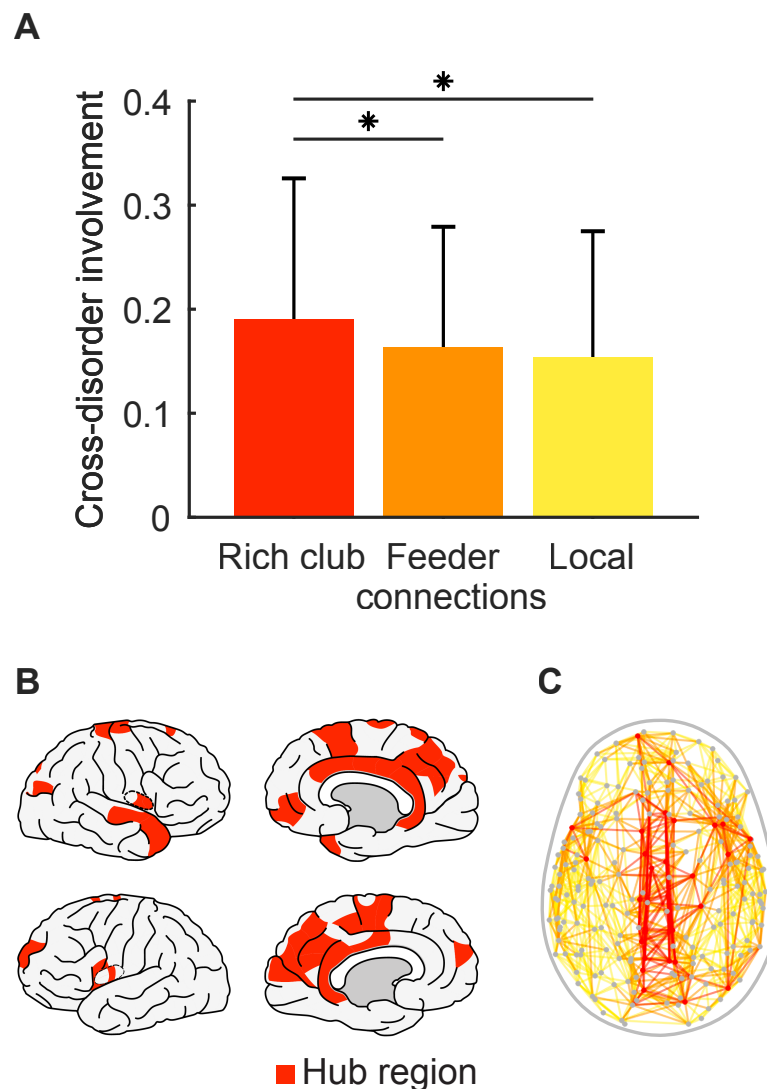 A
Cross-disorder involvement
0.4
0.3
0.2
0.1
0
* 
*
Rich club
Feeder
connections
Local
B
C
Hub region